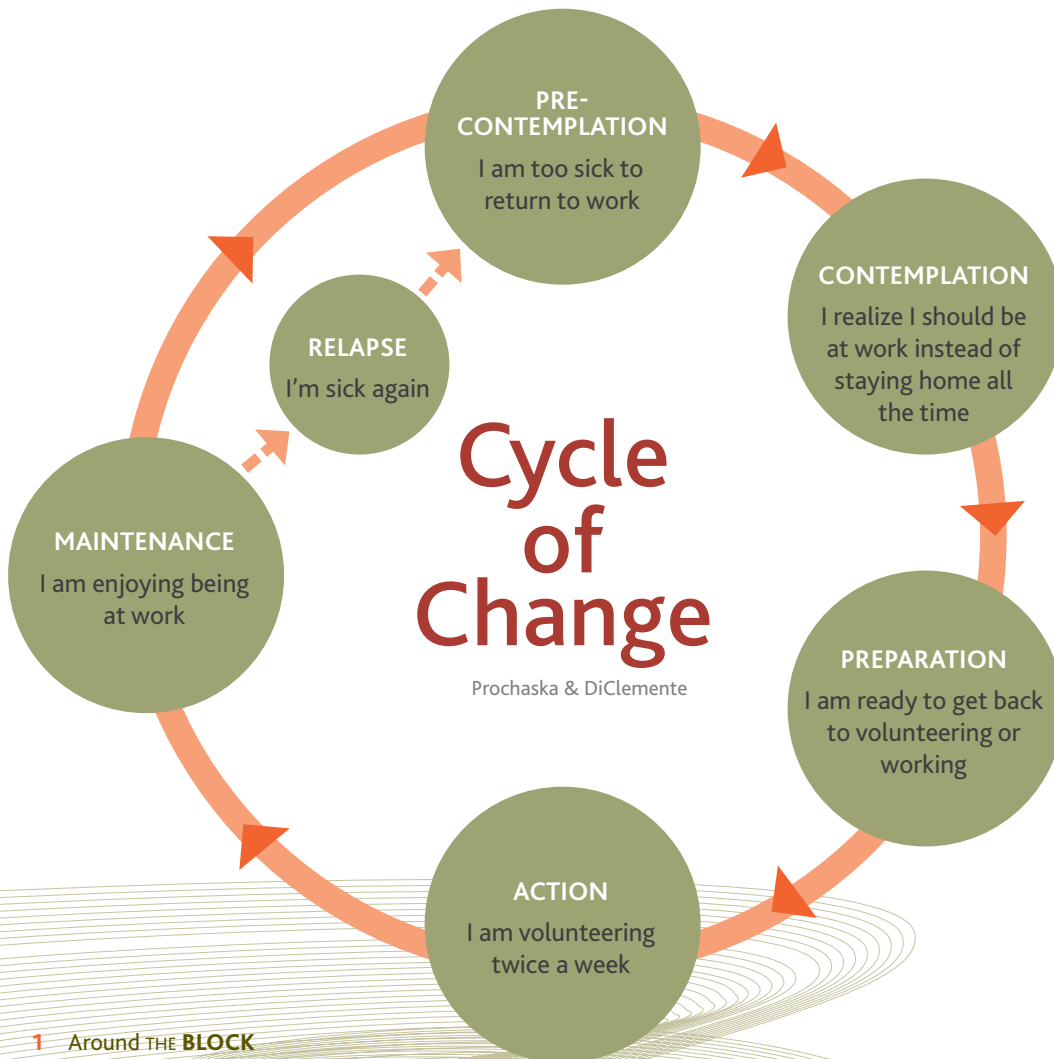 PRE-
CONTEMPLATION
I am too sick to
return to work
CONTEMPLATION
I realize I should be
at work instead of
staying home all
the time
PREPARATION
I am ready to get back
to volunteering or
working
ACTION
I am volunteering
twice a week
MAINTENANCE
I am enjoying being
at work
RELAPSE
I'm sick again
Cycle
of
Change
Prochaska & DiClemente
1 Around THE BLOCK